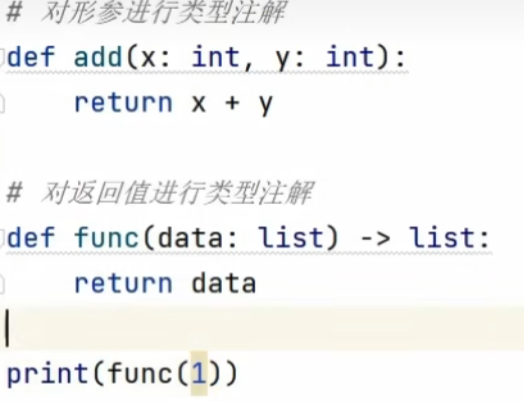 # 对形参进行类型注解
def add(x: int, y: int):
    return x + y
# 对返回值进行类型注解
def func(data: list) -> list:
    return data
print(func(1))